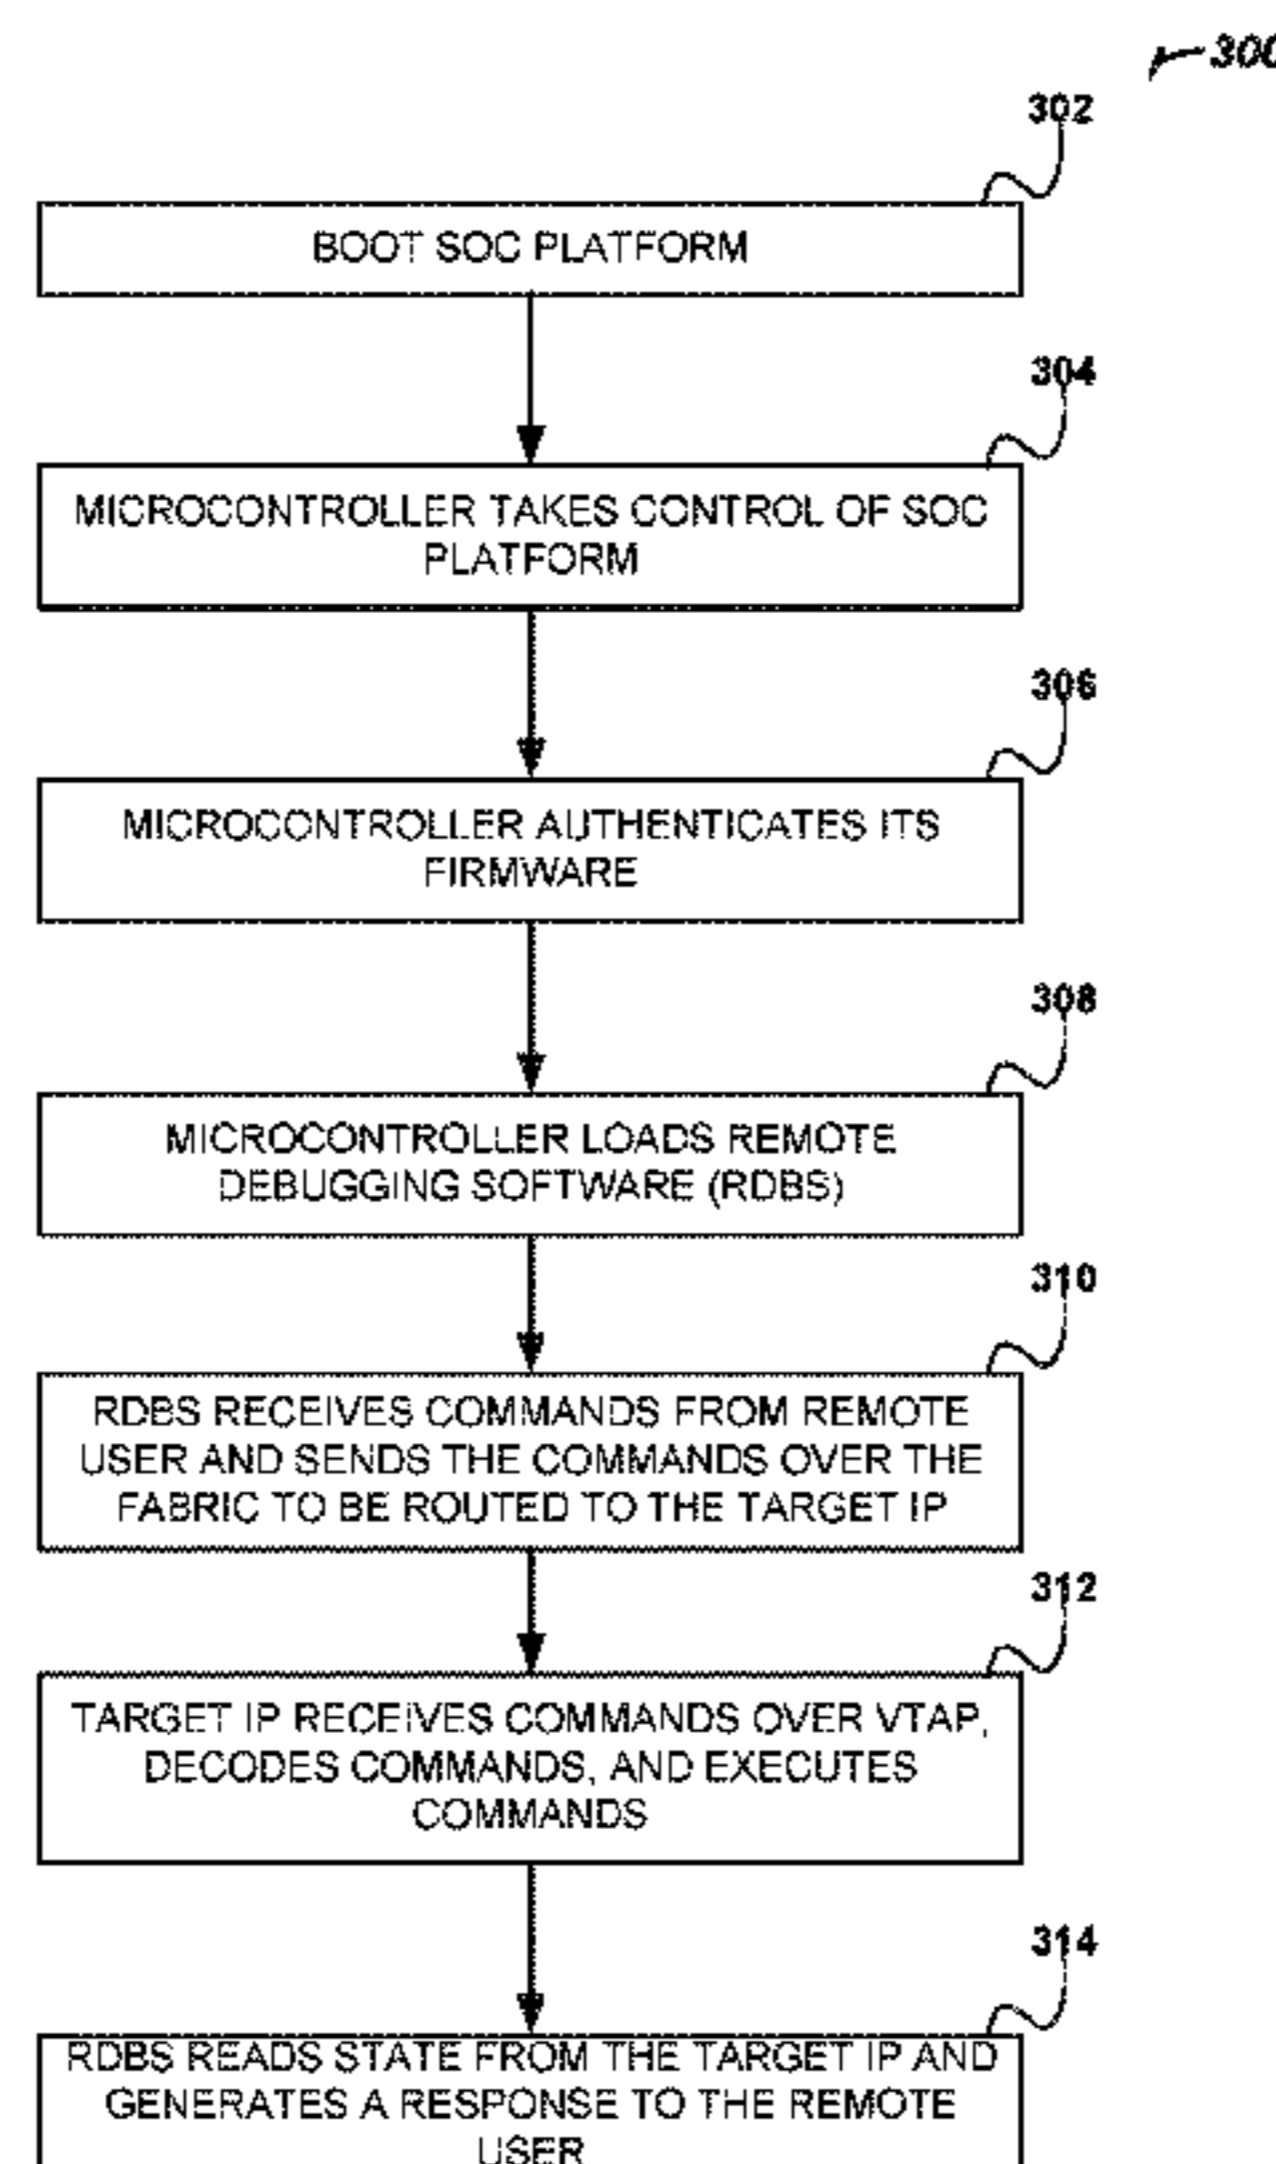 300
302
BOOT SOC PLATFORM
304
MICROCONTROLLER TAKES CONTROL OF SOC
PLATFORM
306
MICROCONTROLLER AUTHENTICATES ITS
FIRMWARE
308
MICROCONTROLLER LOADS REMOTE
DEBUGGING SOFTWARE (RDBS)
310
RDBS RECEIVES COMMANDS FROM REMOTE
USER AND SENDS THE COMMANDS OVER THE
FABRIC TO BE ROUTED TO THE TARGET IP
312
TARGET IP RECEIVES COMMANDS OVER VTAP,
DECODES COMMANDS, AND EXECUTES
COMMANDS
314
RDBS READS STATE FROM THE TARGET IP AND
GENERATES A RESPONSE TO THE REMOTE
USER